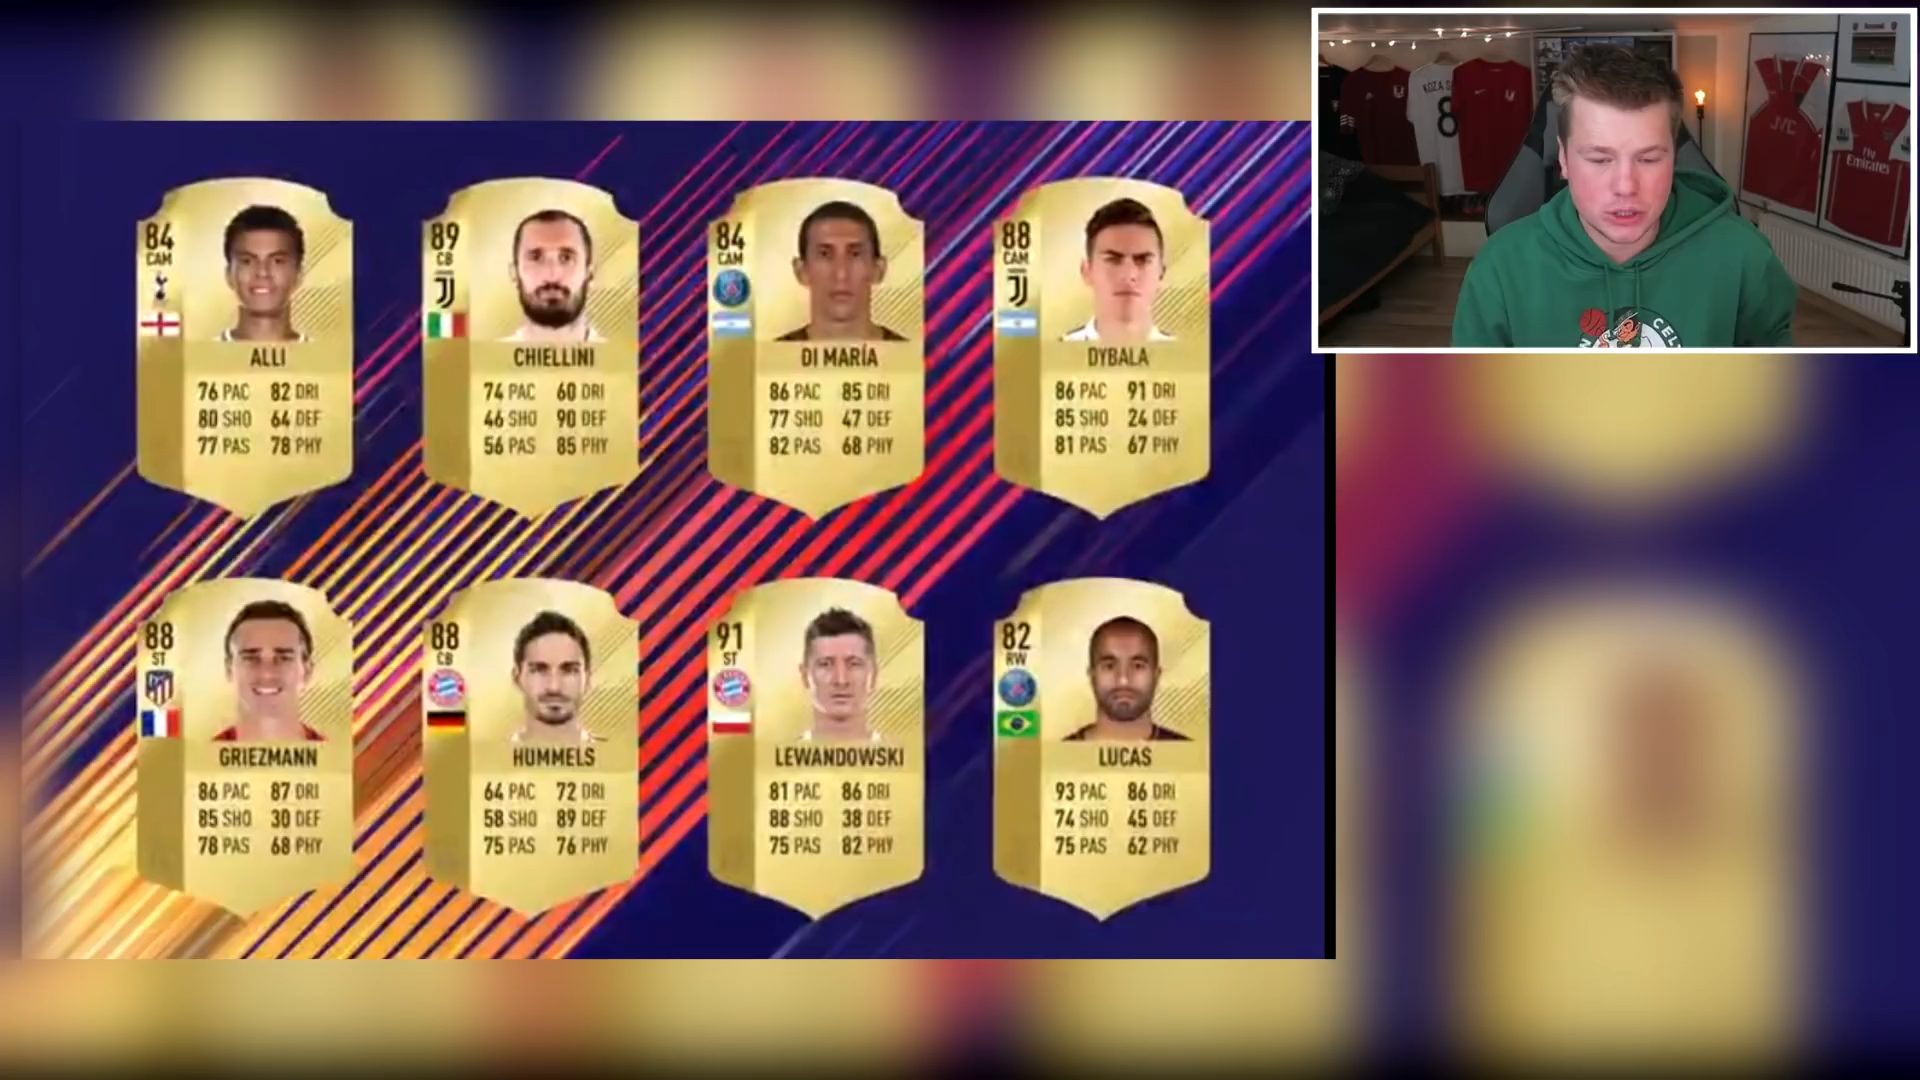 84
CAM
ALLI
76 PAC 82 DRI
80 SHO 64 DEF
77 PAS 78 PHY
89
CB
CHIELLINI
74 PAC 60 DRI
46 SHO 90 DEF
56 PAS 85 PHY
84
CAM
DI MARÍA
86 PAC 85 DRI
77 SHO 47 DEF
82 PAS 68 PHY
88
CAM
DYBALA
86 PAC 91 DRI
85 SHO 24 DEF
81 PAS 67 PHY
88
ST
GRIEZMANN
86 PAC 87 DRI
85 SHO 30 DEF
78 PAS 68 PHY
88
CB
HUMMELS
64 PAC 72 DRI
58 SHO 89 DEF
75 PAS 76 PHY
91
ST
LEWANDOWSKI
81 PAC 86 DRI
88 SHO 38 DEF
75 PAS 82 PHY
82
RW
LUCAS
93 PAC 86 DRI
74 SHO 45 DEF
75 PAS 62 PHY
8
JVC
Fly
Emirates